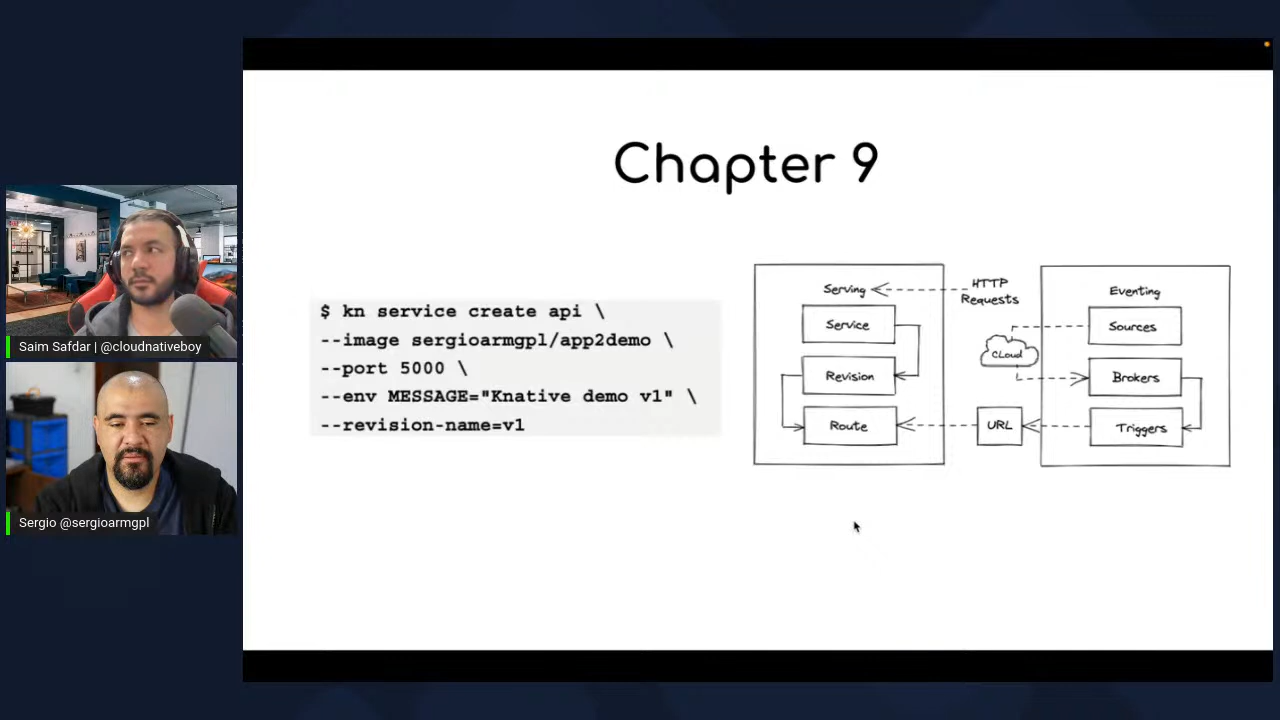 Chapter 9
$ kn service create api \
--image sergioarmgpl/app2demo \
--port 5000 \
--env MESSAGE="Knative demo v1" \
--revision-name=v1
Serving
Service
Revision
Route
HTTP
Requests
CLoud
URL
Eventing
Sources
Brokers
Triggers
Saim Safdar | @cloudnativeboy
Sergio @sergioarmgpl